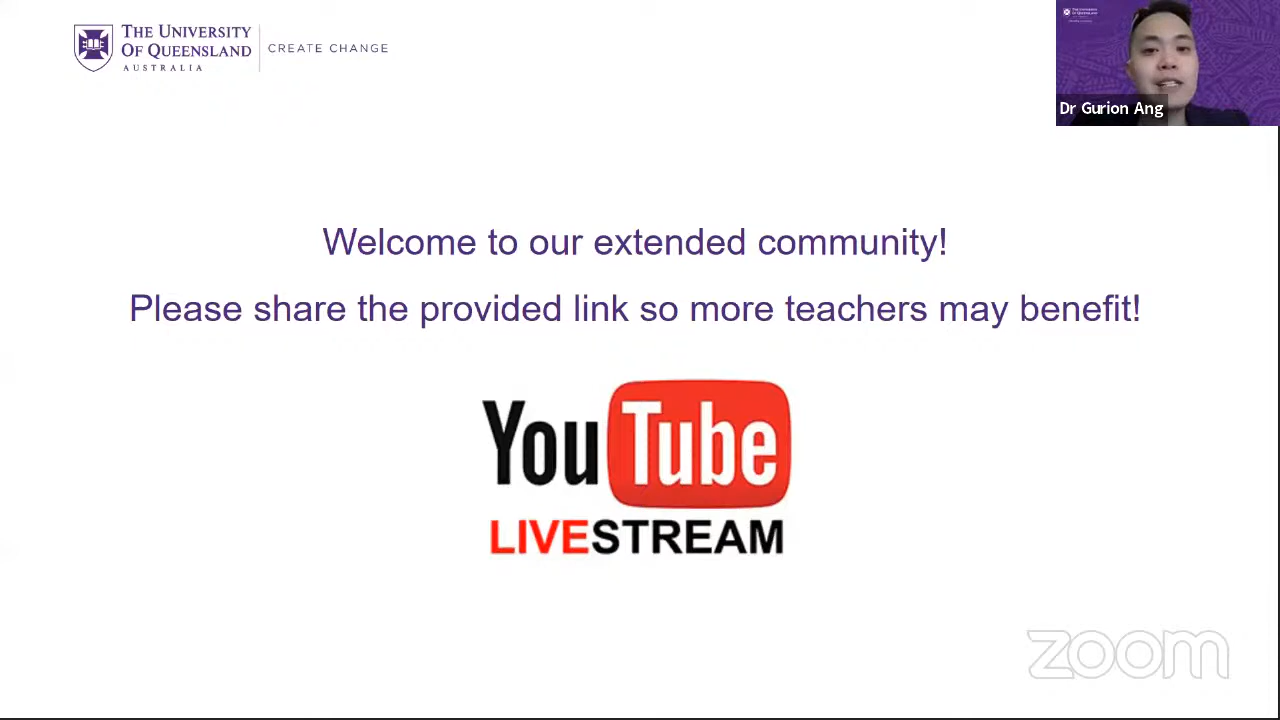 THE UNIVERSITY
OF QUEENSLAND
AUSTRALIA
CREATE CHANGE
Dr Gurion Ang
Welcome to our extended community!
Please share the provided link so more teachers may benefit!
YouTube
LIVESTREAM
zoom